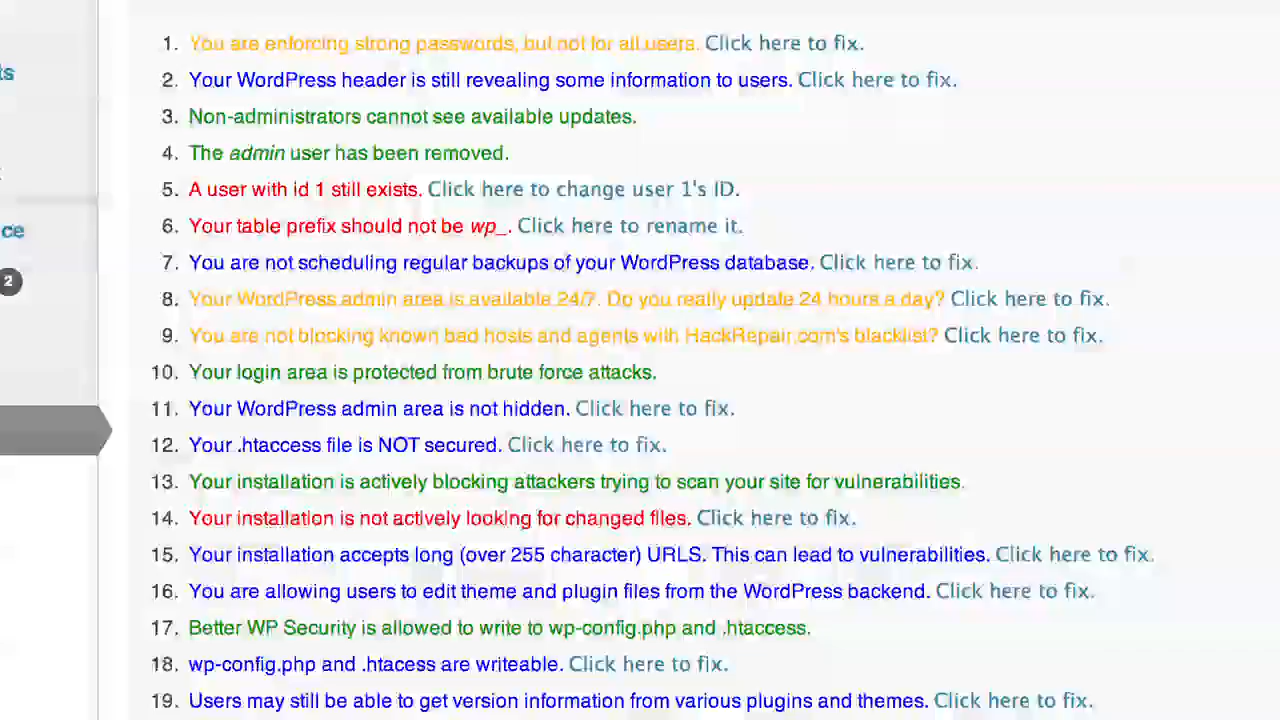 1. You are enforcing strong passwords, but not for all users. Click here to fix.
ts
2. Your WordPress header is still revealing some information to users. Click here to fix.
3. Non-administrators cannot see available updates.
4. The admin user has been removed.
5. A user with id 1 still exists. Click here to change user 1's ID.
6. Your table prefix should not be wp_. Click here to rename it.
ce
7. You are not scheduling regular backups of your WordPress database. Click here to fix.
2
8. Your WordPress admin area is available 24/7. Do you really update 24 hours a day? Click here to fix.
9. You are not blocking known bad hosts and agents with HackRepair.com's blacklist? Click here to fix.
10. Your login area is protected from brute force attacks.
11. Your WordPress admin area is not hidden. Click here to fix.
12. Your .htaccess file is NOT secured. Click here to fix.
13. Your installation is actively blocking attackers trying to scan your site for vulnerabilities.
14. Your installation is not actively looking for changed files. Click here to fix.
15. Your installation accepts long (over 255 character) URLS. This can lead to vulnerabilities. Click here to fix.
16. You are allowing users to edit theme and plugin files from the WordPress backend. Click here to fix.
17. Better WP Security is allowed to write to wp-config.php and .htaccess.
18. wp-config.php and .htacess are writeable. Click here to fix.
19. Users may still be able to get version information from various plugins and themes. Click here to fix.